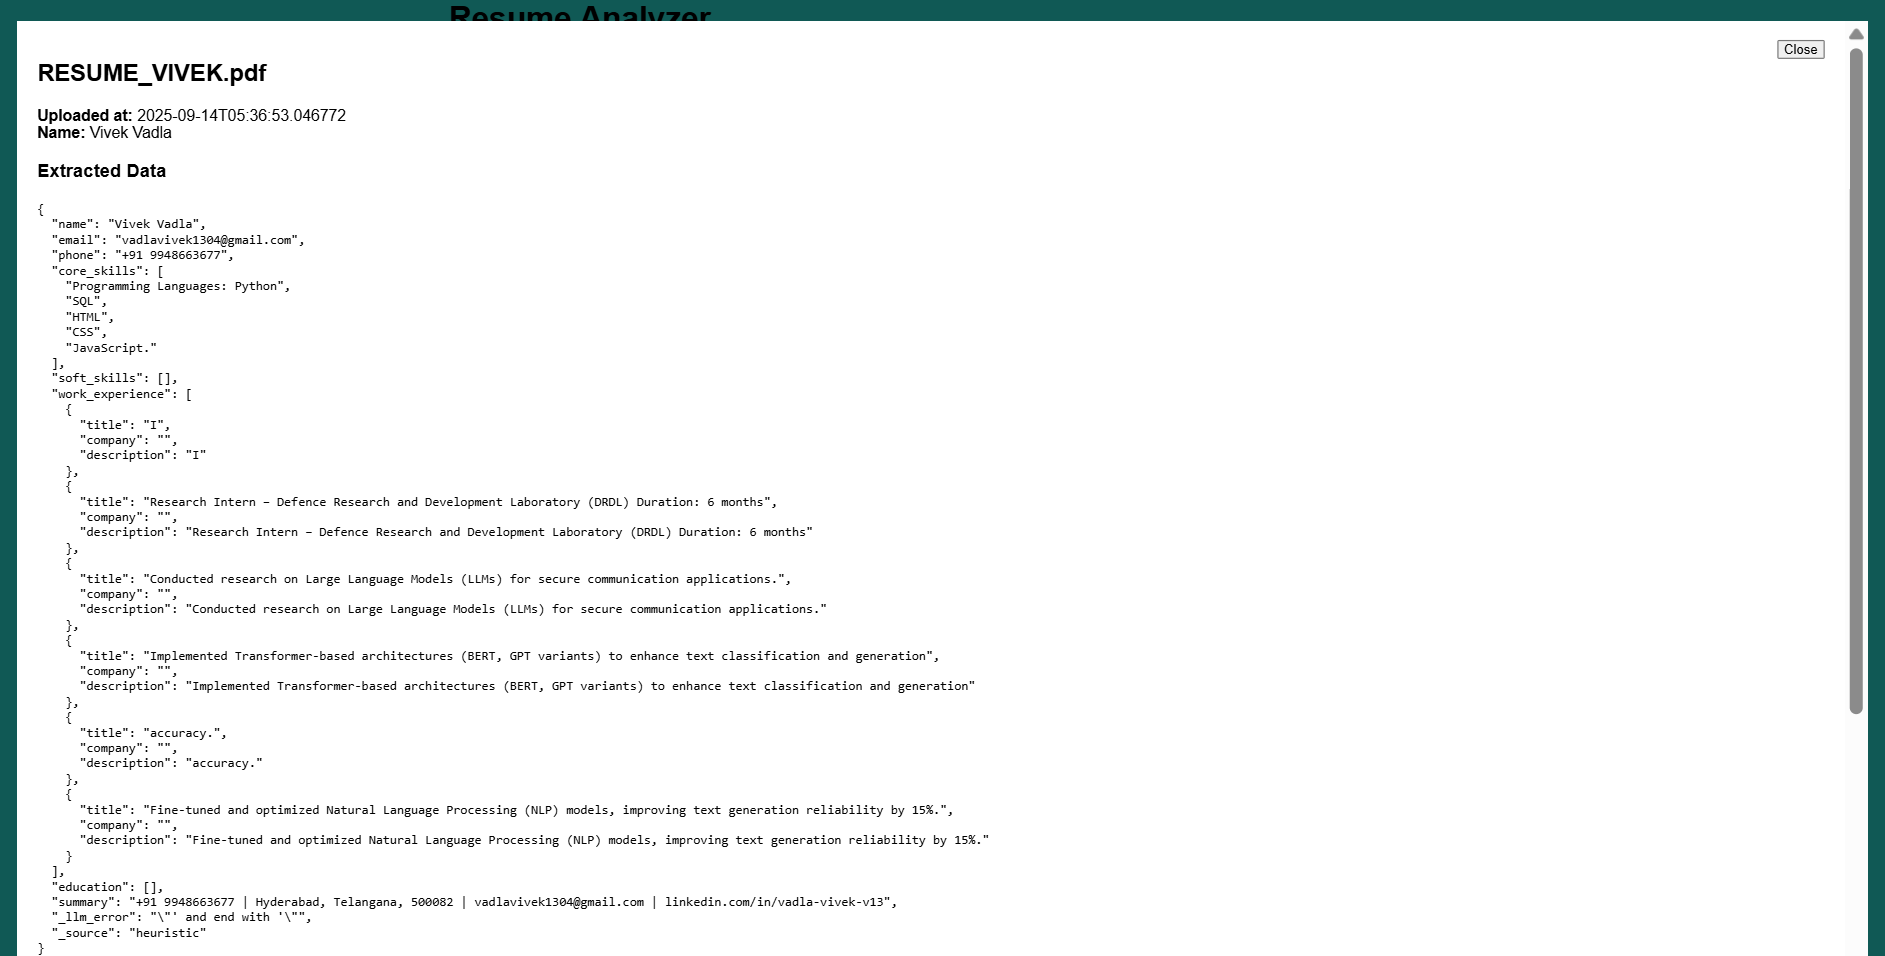 Resume Analyzer
Close
RESUME_VIVEK.pdf
Uploaded at: 2025-09-14T05:36:53.046772
Name: Vivek Vadla
Extracted Data
{
  "name": "Vivek Vadla",
  "email": "vadlavivek1304@gmail.com",
  "phone": "+91 9948663677",
  "core_skills": [
    "Programming Languages: Python",
    "SQL",
    "HTML",
    "CSS",
    "JavaScript."
  ],
  "soft_skills": [],
  "work_experience": [
    {
      "title": "I",
      "company": "",
      "description": "I"
    },
    {
      "title": "Research Intern – Defence Research and Development Laboratory (DRDL) Duration: 6 months",
      "company": "",
      "description": "Research Intern – Defence Research and Development Laboratory (DRDL) Duration: 6 months"
    },
    {
      "title": "Conducted research on Large Language Models (LLMs) for secure communication applications.",
      "company": "",
      "description": "Conducted research on Large Language Models (LLMs) for secure communication applications."
    },
    {
      "title": "Implemented Transformer-based architectures (BERT, GPT variants) to enhance text classification and generation",
      "company": "",
      "description": "Implemented Transformer-based architectures (BERT, GPT variants) to enhance text classification and generation"
    },
    {
      "title": "accuracy.",
      "company": "",
      "description": "accuracy."
    },
    {
      "title": "Fine-tuned and optimized Natural Language Processing (NLP) models, improving text generation reliability by 15%.",
      "company": "",
      "description": "Fine-tuned and optimized Natural Language Processing (NLP) models, improving text generation reliability by 15%."
    }
  ],
  "education": [],
  "summary": "+91 9948663677 | Hyderabad, Telangana, 500082 | vadlavivek1304@gmail.com | linkedin.com/in/vadla-vivek-v13",
  "_llm_error": "\"' and end with '\"",
  "_source": "heuristic"
}